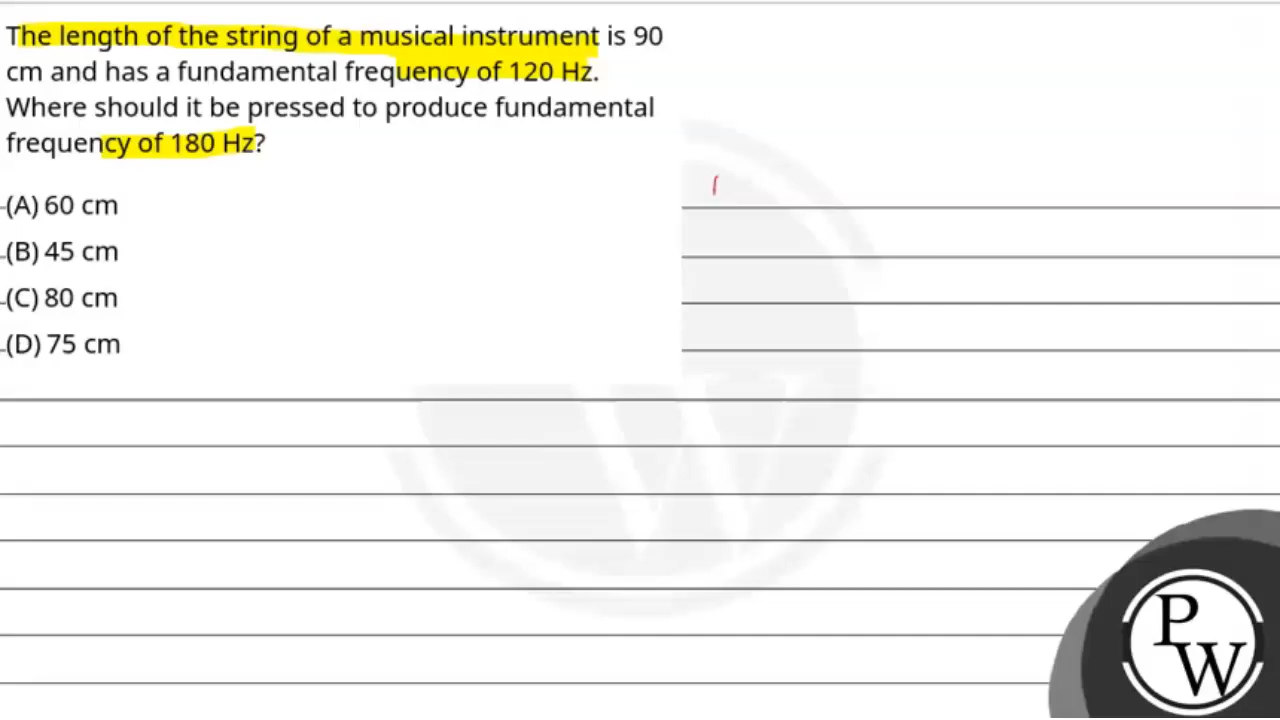 The length of the string of a musical instrument is 90
cm and has a fundamental frequency of 120 Hz.
Where should it be pressed to produce fundamental
frequency of 180 Hz?
(A) 60 cm
(B) 45 cm
(C) 80 cm
(D) 75 cm
PW